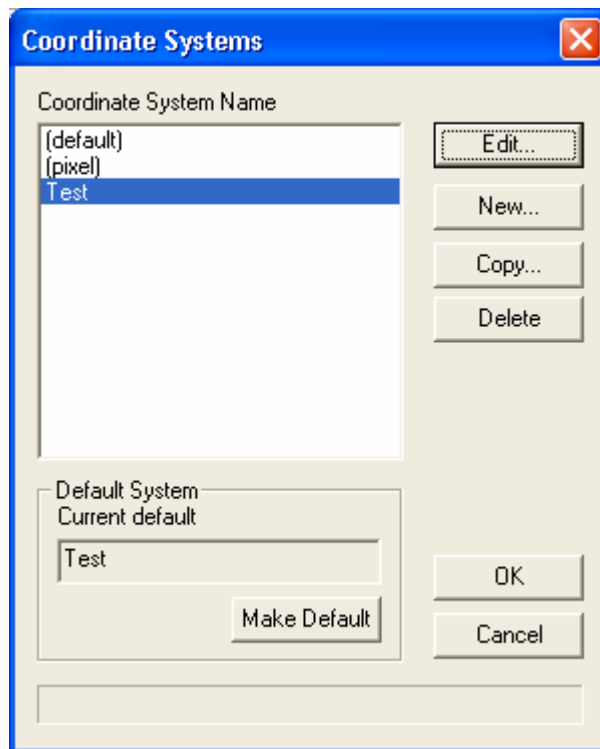 Coordinate Systems
Coordinate System Name
(default)
(pixel)
Test
Edit...
New...
Copy...
Delete
Default System
Current default
Test
Make Default
OK
Cancel